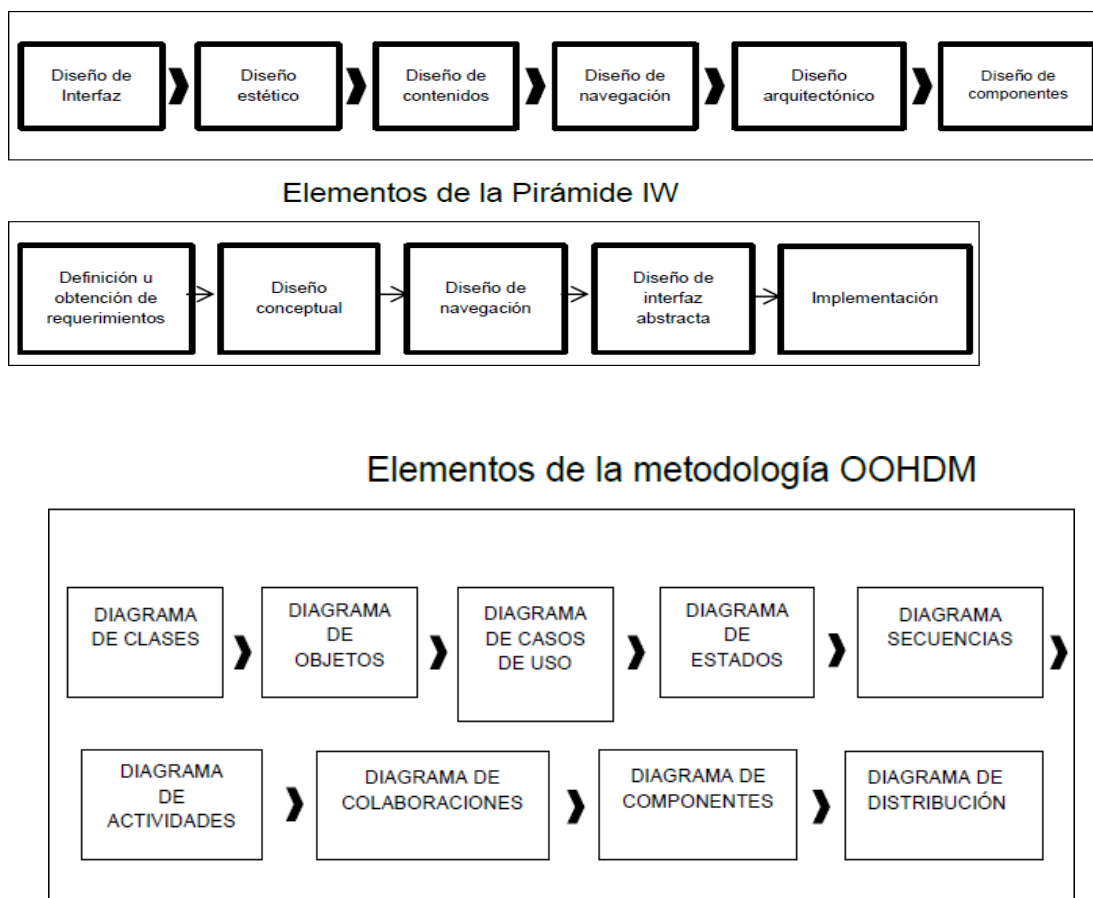 Diseño de
Interfaz
Diseño
estético
Diseño de
contenidos
Diseño de
navegación
Diseño
arquitectónico
Diseño de
componentes
Elementos de la Pirámide IW
Definición u
obtención de
requerimientos
Diseño
conceptual
Diseño de
navegación
Diseño de
interfaz
abstracta
Implementación
Elementos de la metodología OOHDM
DIAGRAMA
DE CLASES
DIAGRAMA
DE
OBJETOS
DIAGRAMA
DE CASOS
DE USO
DIAGRAMA
DE
ESTADOS
DIAGRAMA
SECUENCIAS
DIAGRAMA
DE
ACTIVIDADES
DIAGRAMA DE
COLABORACIONES
DIAGRAMA DE
COMPONENTES
DIAGRAMA DE
DISTRIBUCIÓN